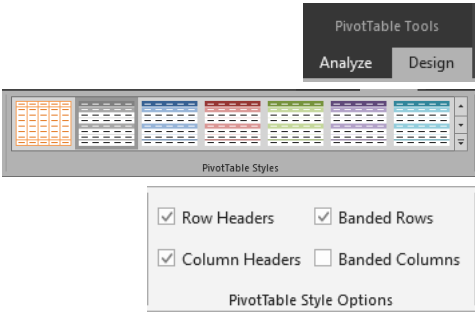 PivotTable Tools
Analyze Design
PivotTable Styles
Row Headers Banded Rows
Column Headers Banded Columns
PivotTable Style Options